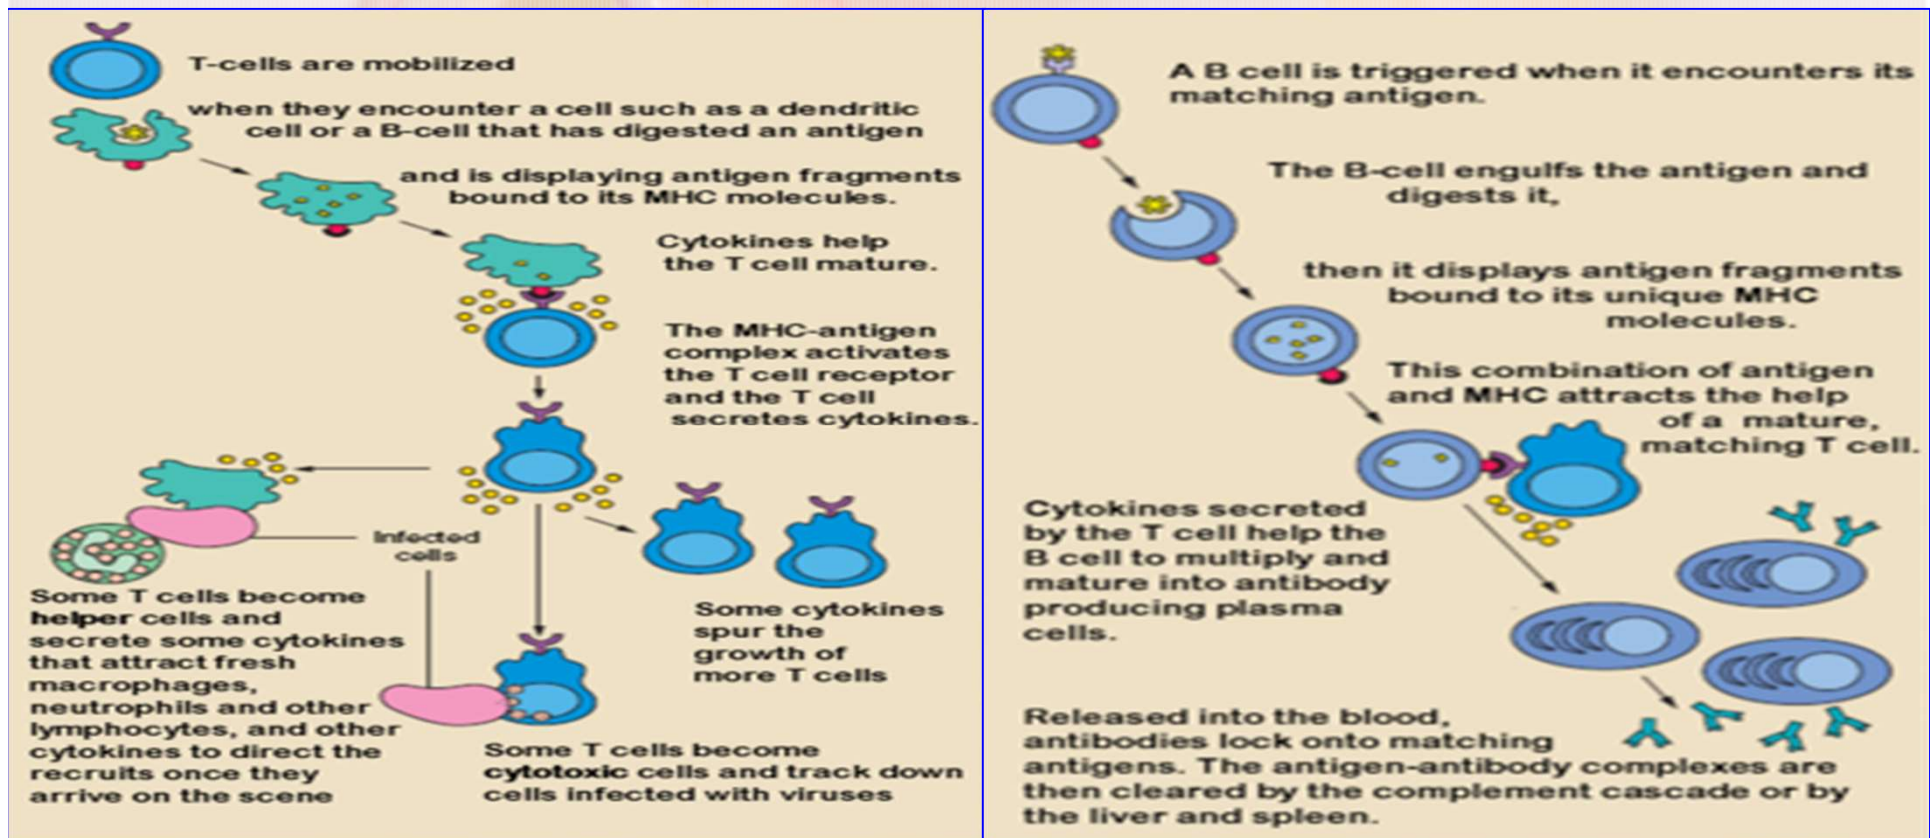 T-cells are mobilized
when they encounter a cell such as a dendritic
cell or a B-cell that has digested an antigen
and is displaying antigen fragments
bound to its MHC molecules.
Cytokines help
the T cell mature.
The MHC-antigen
complex activates
the T cell receptor
and the T cell
secretes cytokines.
Infected
cells
Some T cells become
helper cells and
secrete some cytokines
that attract fresh
macrophages,
neutrophils and other
lymphocytes, and other
cytokines to direct the
recruits once they
arrive on the scene
Some cytokines
spur the
growth of
more T cells
Some T cells become
cytotoxic cells and track down
cells infected with viruses
A B cell is triggered when it encounters its
matching antigen.
The B-cell engulfs the antigen and
digests it,
then it displays antigen fragments
bound to its unique MHC
molecules.
This combination of antigen
and MHC attracts the help
of a mature,
matching T cell.
Cytokines secreted
by the T cell help the
B cell to multiply and
mature into antibody
producing plasma
cells.
Released into the blood,
antibodies lock onto matching
antigens. The antigen-antibody complexes are
then cleared by the complement cascade or by
the liver and spleen.